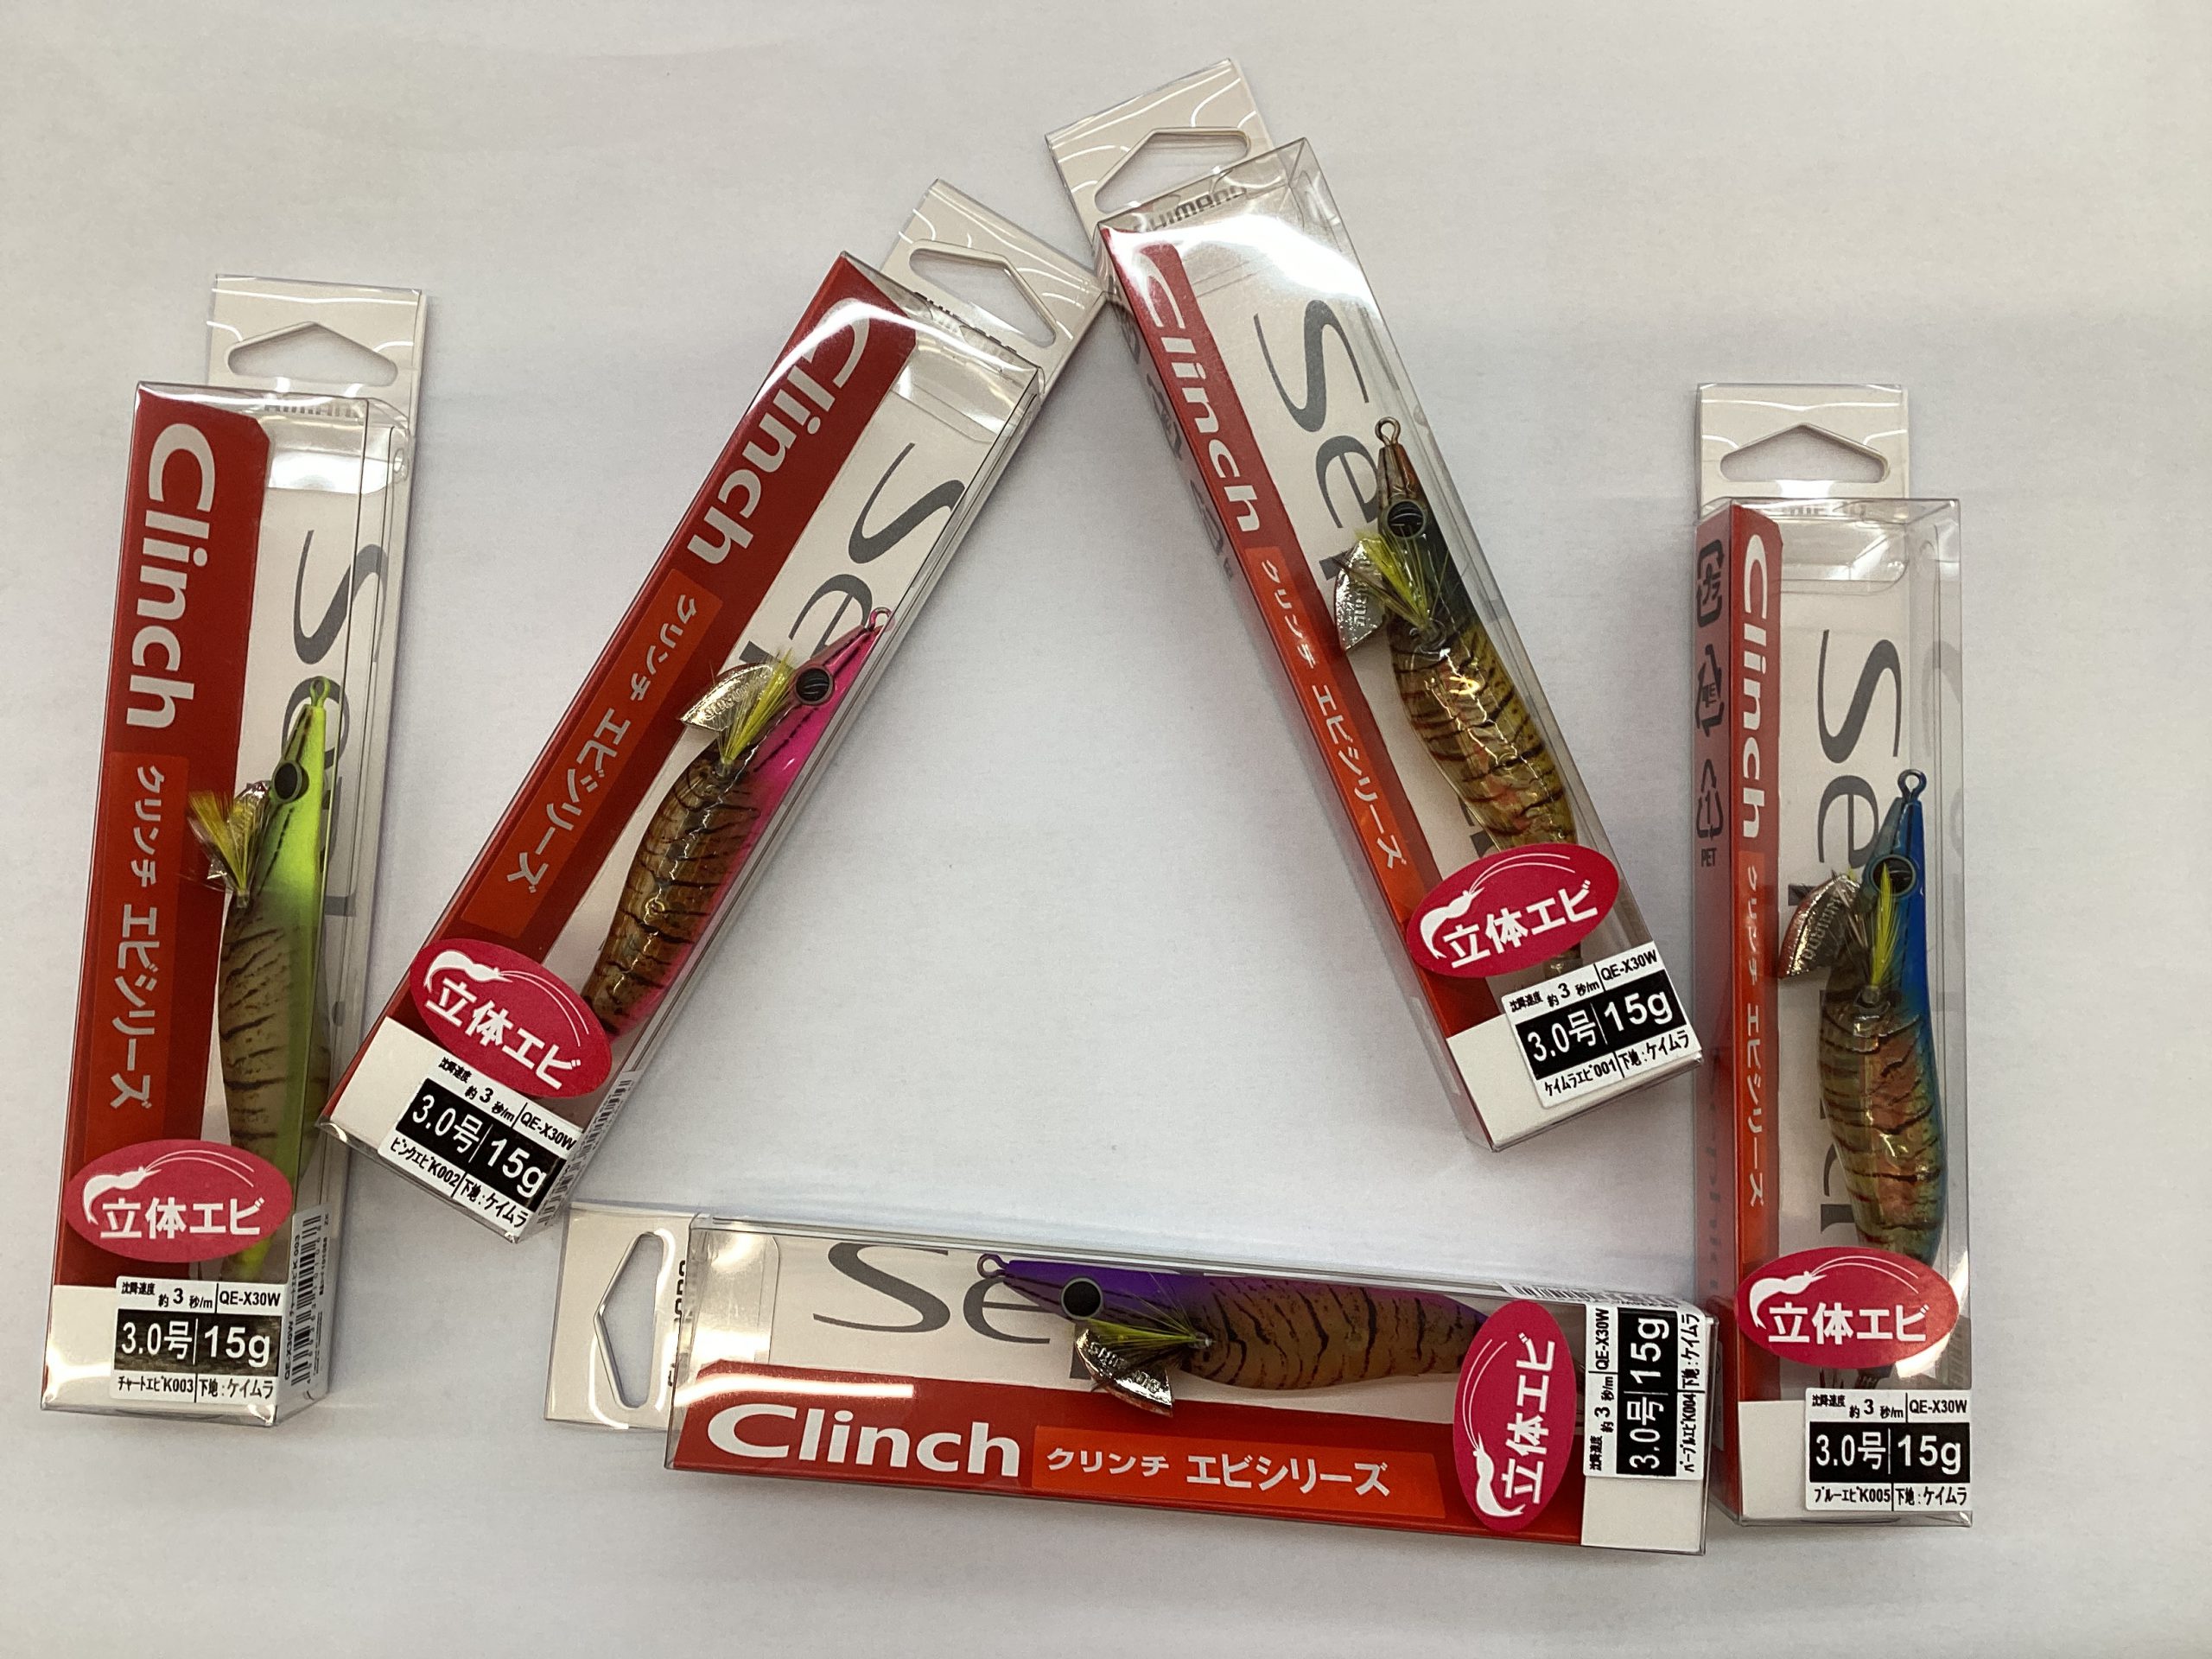 Clinch
クリンチ エビシリーズ
立体エビ
沈降速度 約3秒/m QE-X30W
3.0号 15g
チャートエビK003 下地:ケイムラ
Clinch
Se
クリンチ エビシリーズ
SHIMANO
立体エビ
沈降速度 約3秒/m QE-X30W
3.0号 15g
ピンクエビK002 下地:ケイムラ
SHIMANO
Clinch
クリンチ エビシリーズ
立体エビ
沈降速度 約3秒/m QE-X30W
3.0号 15g
ケイムラエビ001 下地:ケイムラ
Se
Clinch
クリンチ エビシリーズ
立体エビ
沈降速度 約3秒/m QE-X30W
3.0号 15g
パープルエビK004 下地:ケイムラ
プラ
PET
Clinch
Se
クリンチ エビシリーズ
SHIMANO
立体エビ
沈降速度 約3秒/m QE-X30W
3.0号 15g
ブルーエビK005 下地:ケイムラ